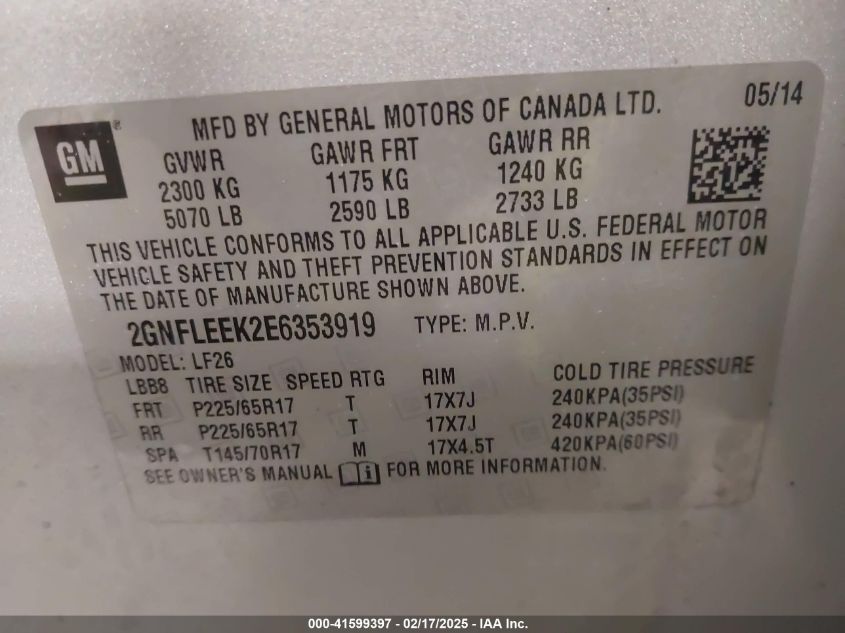 05/14
GM
MFD BY GENERAL MOTORS OF CANADA LTD.
GVWR GAWR FRT GAWR RR
2300 KG 1175 KG 1240 KG
5070 LB 2590 LB 2733 LB
THIS VEHICLE CONFORMS TO ALL APPLICABLE U.S. FEDERAL MOTOR
VEHICLE SAFETY AND THEFT PREVENTION STANDARDS IN EFFECT ON
THE DATE OF MANUFACTURE SHOWN ABOVE.
2GNFLEEK2E6353919 TYPE: M.P.V.
MODEL: LF26
LBB8 TIRE SIZE SPEED RTG RIM COLD TIRE PRESSURE
FRT P225/65R17 T 17X7J 240KPA(35PSI)
RR P225/65R17 T 17X7J 240KPA(35PSI)
SPA T145/70R17 M 17X4.5T 420KPA(60PSI)
SEE OWNER'S MANUAL i FOR MORE INFORMATION.
000-41599397 - 02/17/2025 - IAA Inc.